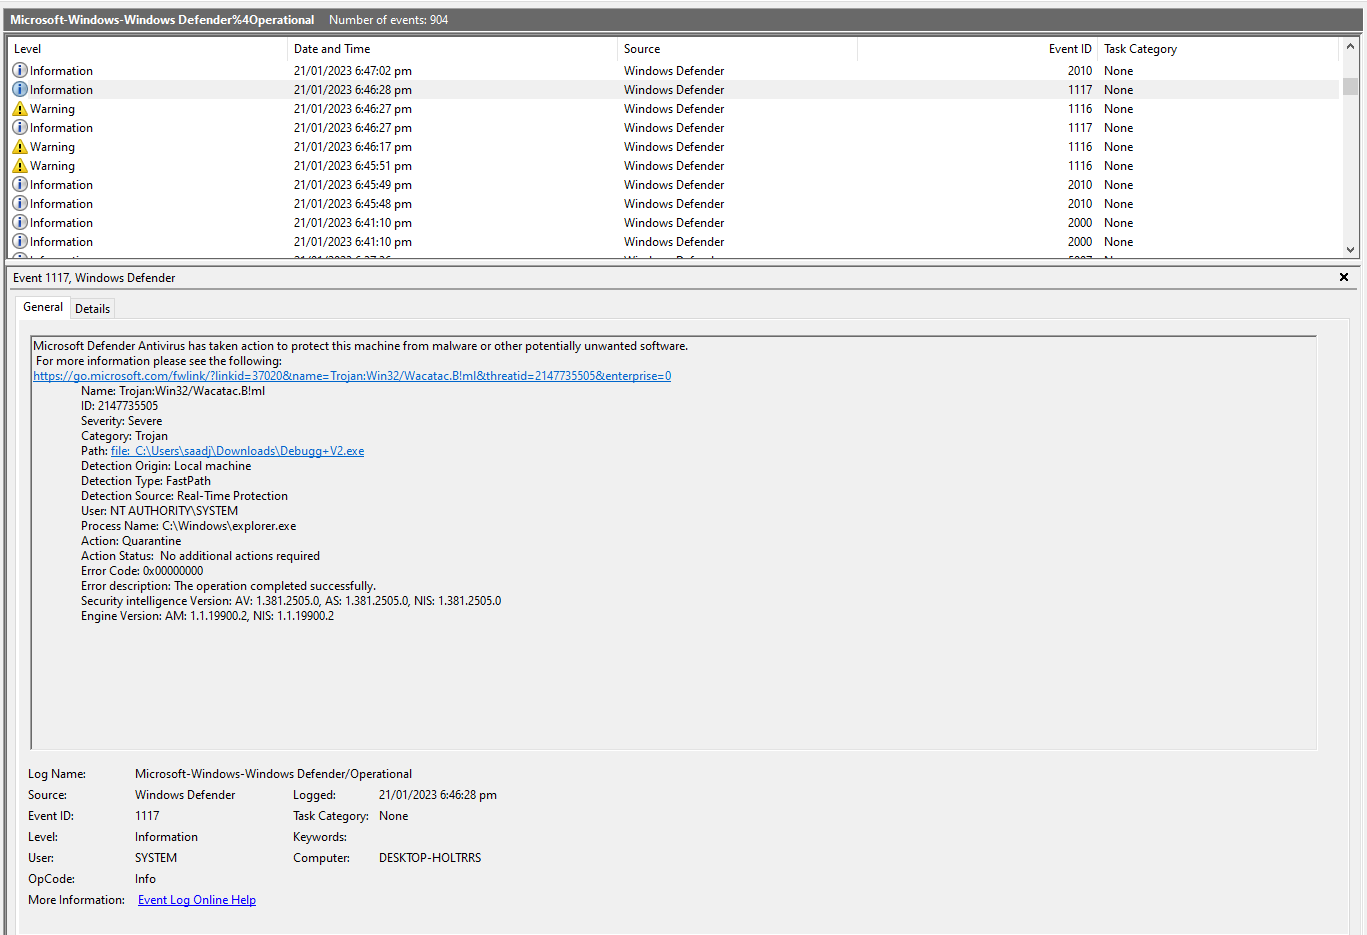 Microsoft-Windows-Windows Defender%4Operational Number of events: 904
Level Date and Time Source Event ID Task Category
Information 21/01/2023 6:47:02 pm Windows Defender 2010 None
Information 21/01/2023 6:46:28 pm Windows Defender 1117 None
Warning 21/01/2023 6:46:27 pm Windows Defender 1116 None
Information 21/01/2023 6:46:27 pm Windows Defender 1117 None
Warning 21/01/2023 6:46:17 pm Windows Defender 1116 None
Warning 21/01/2023 6:45:51 pm Windows Defender 1116 None
Information 21/01/2023 6:45:49 pm Windows Defender 2010 None
Information 21/01/2023 6:45:48 pm Windows Defender 2010 None
Information 21/01/2023 6:41:10 pm Windows Defender 2000 None
Information 21/01/2023 6:41:10 pm Windows Defender 2000 None
Event 1117, Windows Defender
General Details
Microsoft Defender Antivirus has taken action to protect this machine from malware or other potentially unwanted software.
For more information please see the following:
https://go.microsoft.com/fwlink/?linkid=37020&name=Trojan:Win32/Wacatac.B!ml&threatid=2147735505&enterprise=0
Name: Trojan:Win32/Wacatac.B!ml
ID: 2147735505
Severity: Severe
Category: Trojan
Path: file:_C:\Users\saadj\Downloads\Debugg+V2.exe
Detection Origin: Local machine
Detection Type: FastPath
Detection Source: Real-Time Protection
User: NT AUTHORITY\SYSTEM
Process Name: C:\Windows\explorer.exe
Action: Quarantine
Action Status:  No additional actions required
Error Code: 0x00000000
Error description: The operation completed successfully.
Security intelligence Version: AV: 1.381.2505.0, AS: 1.381.2505.0, NIS: 1.381.2505.0
Engine Version: AM: 1.1.19900.2, NIS: 1.1.19900.2
Log Name: Microsoft-Windows-Windows Defender/Operational
Source: Windows Defender Logged: 21/01/2023 6:46:28 pm
Event ID: 1117 Task Category: None
Level: Information Keywords:
User: SYSTEM Computer: DESKTOP-HOLTRRS
OpCode: Info
More Information: Event Log Online Help